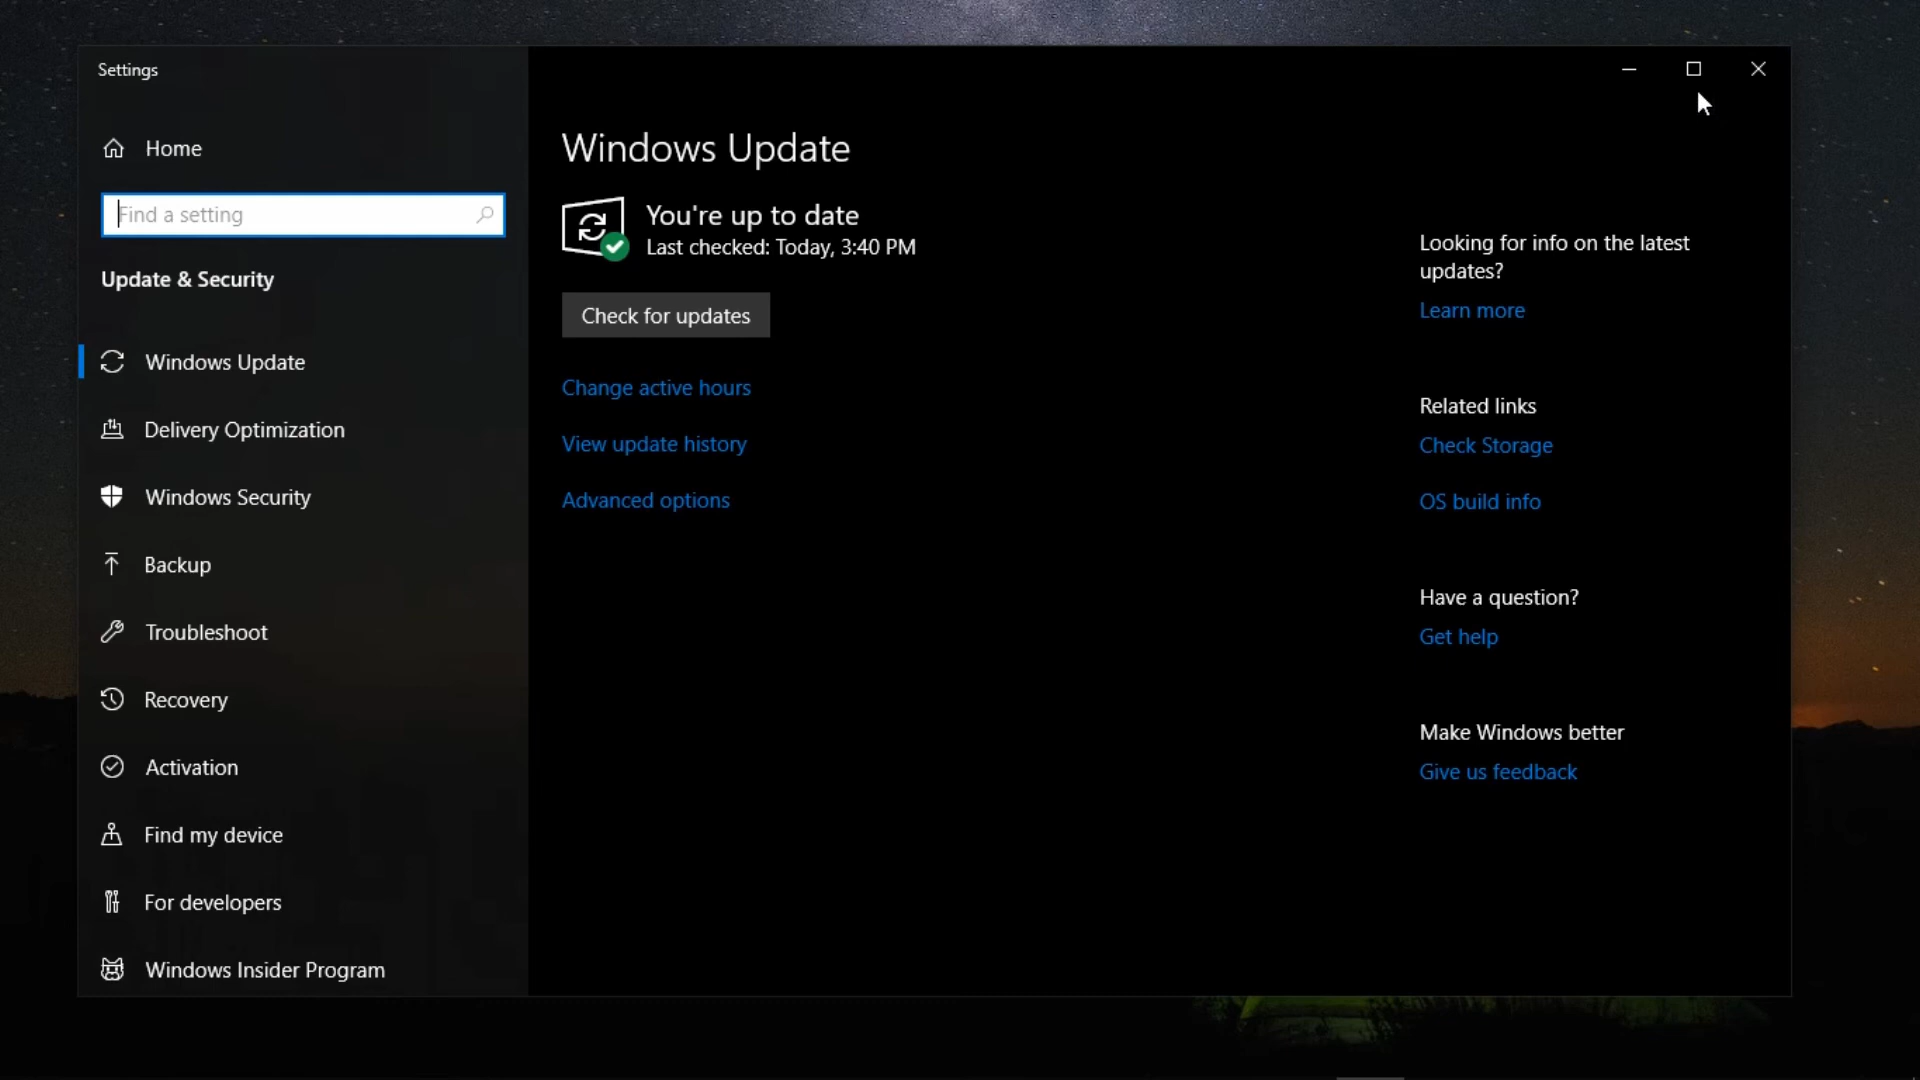 Settings
Home
Find a setting
Update & Security
Windows Update
Delivery Optimization
Windows Security
Backup
Troubleshoot
Recovery
Activation
Find my device
For developers
Windows Insider Program
Windows Update
You're up to date
Last checked: Today, 3:40 PM
Check for updates
Change active hours
View update history
Advanced options
Looking for info on the latest
updates?
Learn more
Related links
Check Storage
OS build info
Have a question?
Get help
Make Windows better
Give us feedback